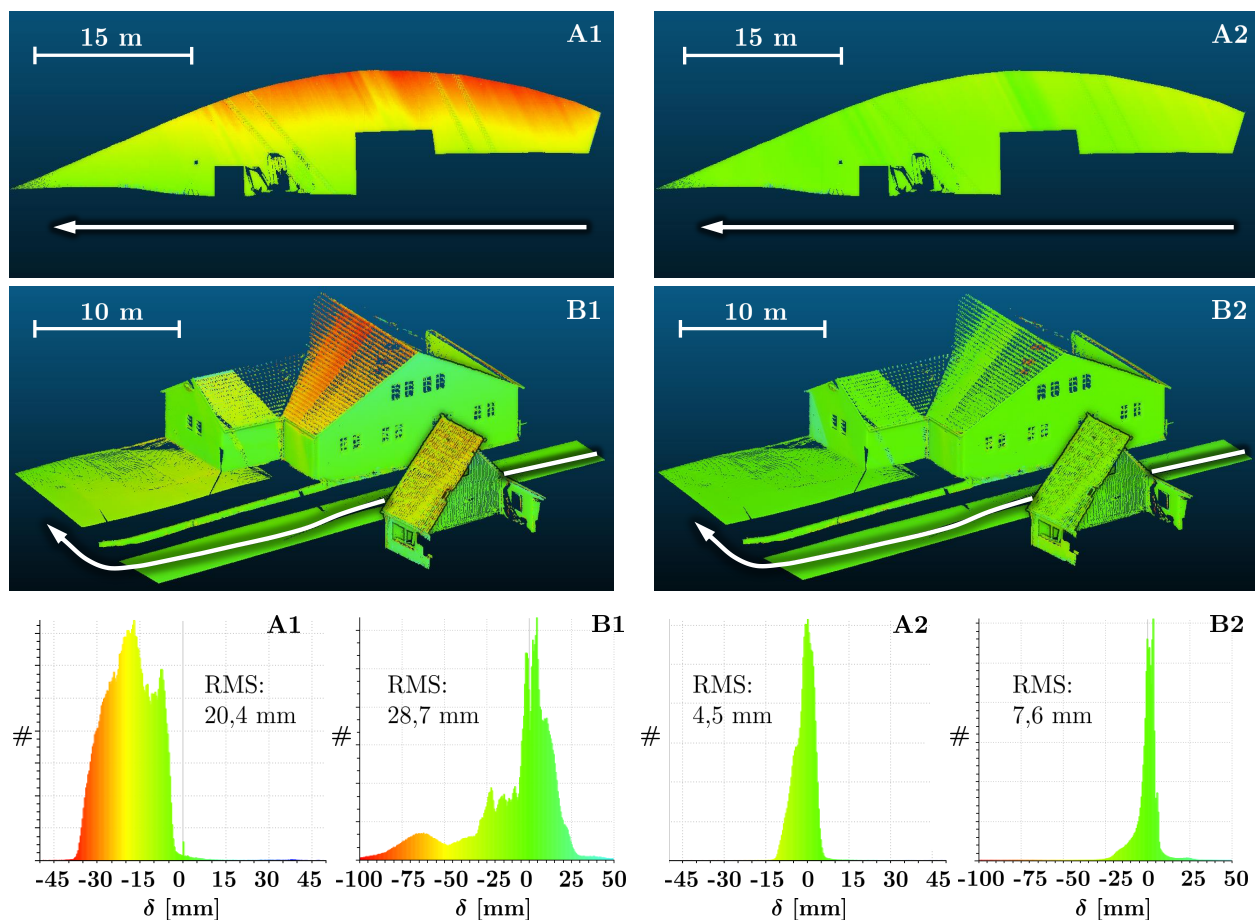 15 m A1
15 m A2
10 m B1
10 m B2
A1
RMS:
20,4 mm
#
-45 -30 -15 0 15 30 45
δ [mm]
B1
RMS:
28,7 mm
#
-100 -75 -50 -25 0 25 50
δ [mm]
A2
RMS:
4,5 mm
#
-45 -30 -15 0 15 30 45
δ [mm]
B2
RMS:
7,6 mm
#
-100 -75 -50 -25 0 25 50
δ [mm]